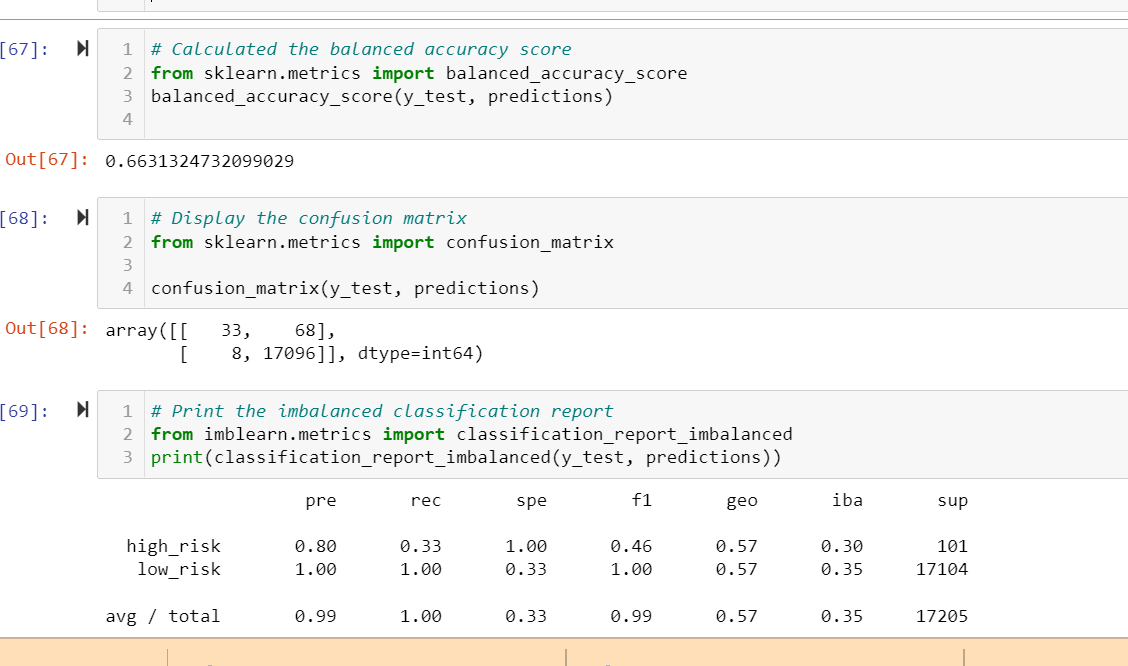 [67]:
1 # Calculated the balanced accuracy score
2 from sklearn.metrics import balanced_accuracy_score
3 balanced_accuracy_score(y_test, predictions)
4
Out[67]: 0.6631324732099029
[68]:
1 # Display the confusion matrix
2 from sklearn.metrics import confusion_matrix
3
4 confusion_matrix(y_test, predictions)
Out[68]: array([[   33,    68],
       [    8, 17096]], dtype=int64)
[69]:
1 # Print the imbalanced classification report
2 from imblearn.metrics import classification_report_imbalanced
3 print(classification_report_imbalanced(y_test, predictions))
pre rec spe f1 geo iba sup
high_risk 0.80 0.33 1.00 0.46 0.57 0.30 101
low_risk 1.00 1.00 0.33 1.00 0.57 0.35 17104
avg / total 0.99 1.00 0.33 0.99 0.57 0.35 17205